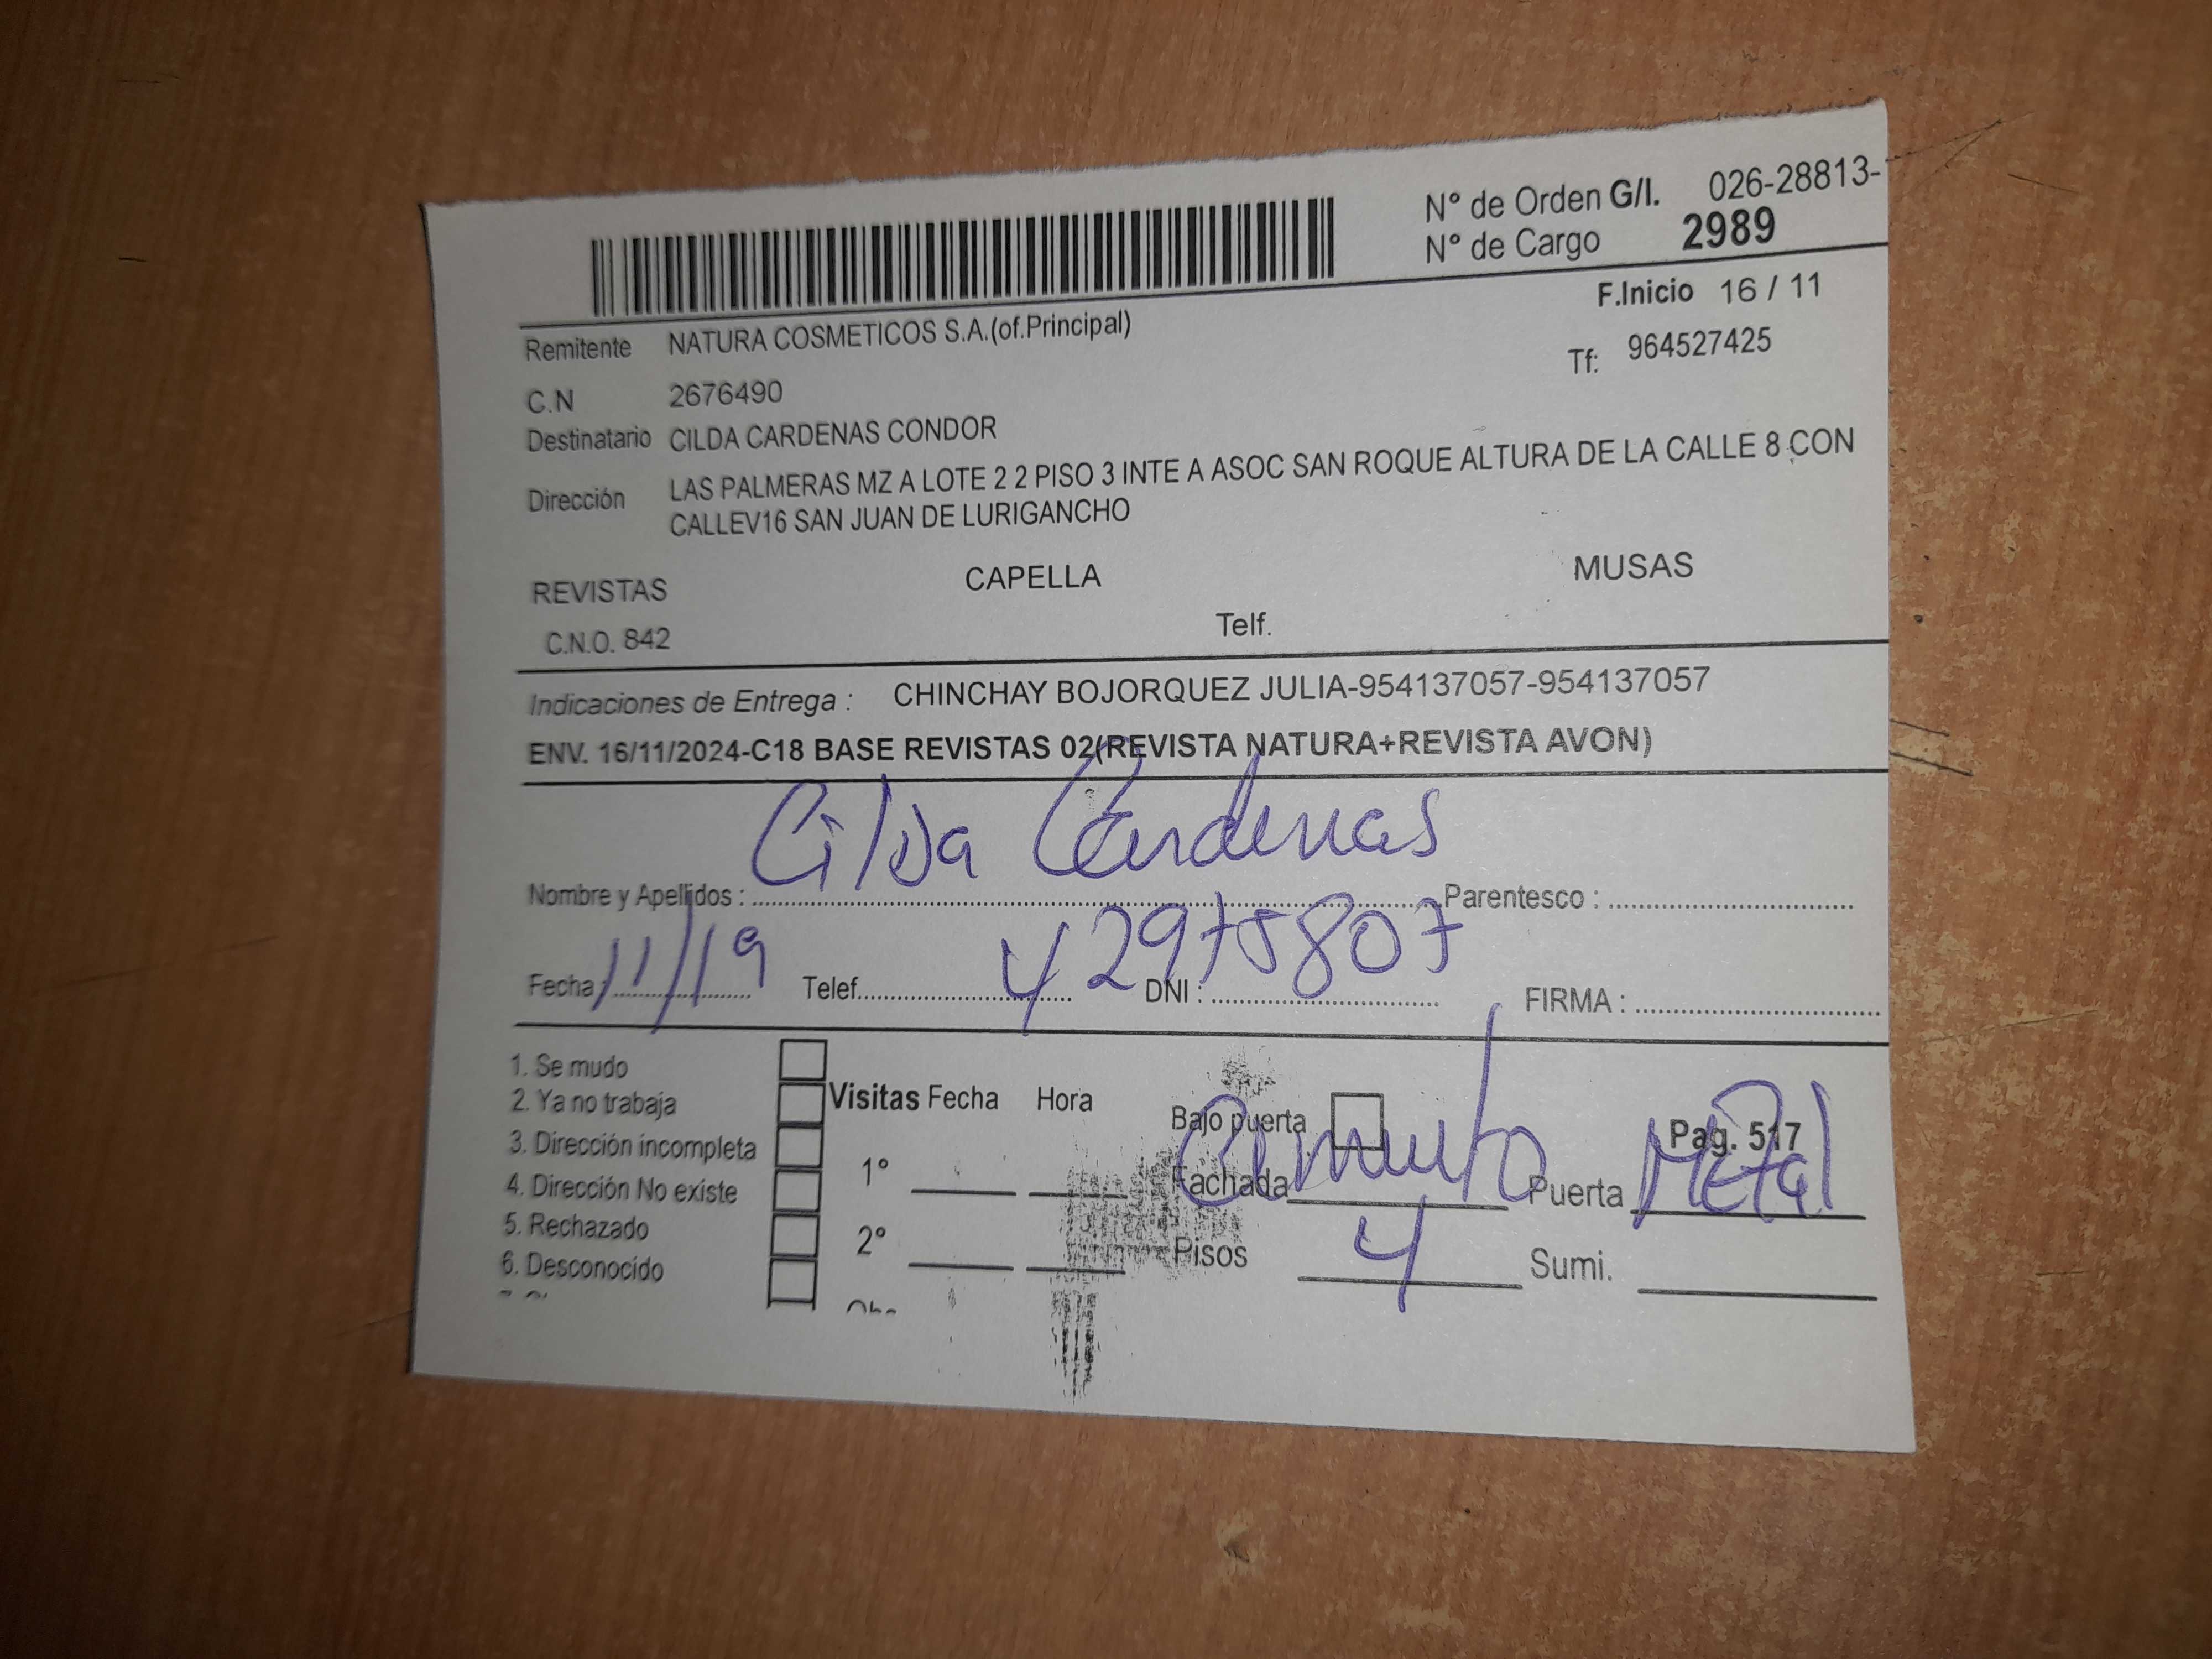 N° de Orden G/I. 026-28813-
N° de Cargo 2989
F.Inicio 16 / 11
Remitente NATURA COSMETICOS S.A.(of.Principal)
Tf: 964527425
C.N 2676490
Destinatario CILDA CARDENAS CONDOR
Dirección LAS PALMERAS MZ A LOTE 2 2 PISO 3 INTE A ASOC SAN ROQUE ALTURA DE LA CALLE 8 CON
CALLEV16 SAN JUAN DE LURIGANCHO
REVISTAS CAPELLA MUSAS
C.N.O. 842 Telf.
Indicaciones de Entrega : CHINCHAY BOJORQUEZ JULIA-954137057-954137057
ENV. 16/11/2024-C18 BASE REVISTAS 02(REVISTA NATURA+REVISTA AVON)
Nombre y Apellidos : Cilda Cardenas Parentesco :
Fecha: 11/19 Telef. DNI : 42975807 FIRMA :
1. Se mudo
2. Ya no trabaja
3. Dirección incompleta
4. Dirección No existe
5. Rechazado
6. Desconocido
Visitas Fecha Hora
1°
2°
Bajo puerta Pag. 517
Fachada Cemento Puerta Metal
Pisos 4 Sumi.